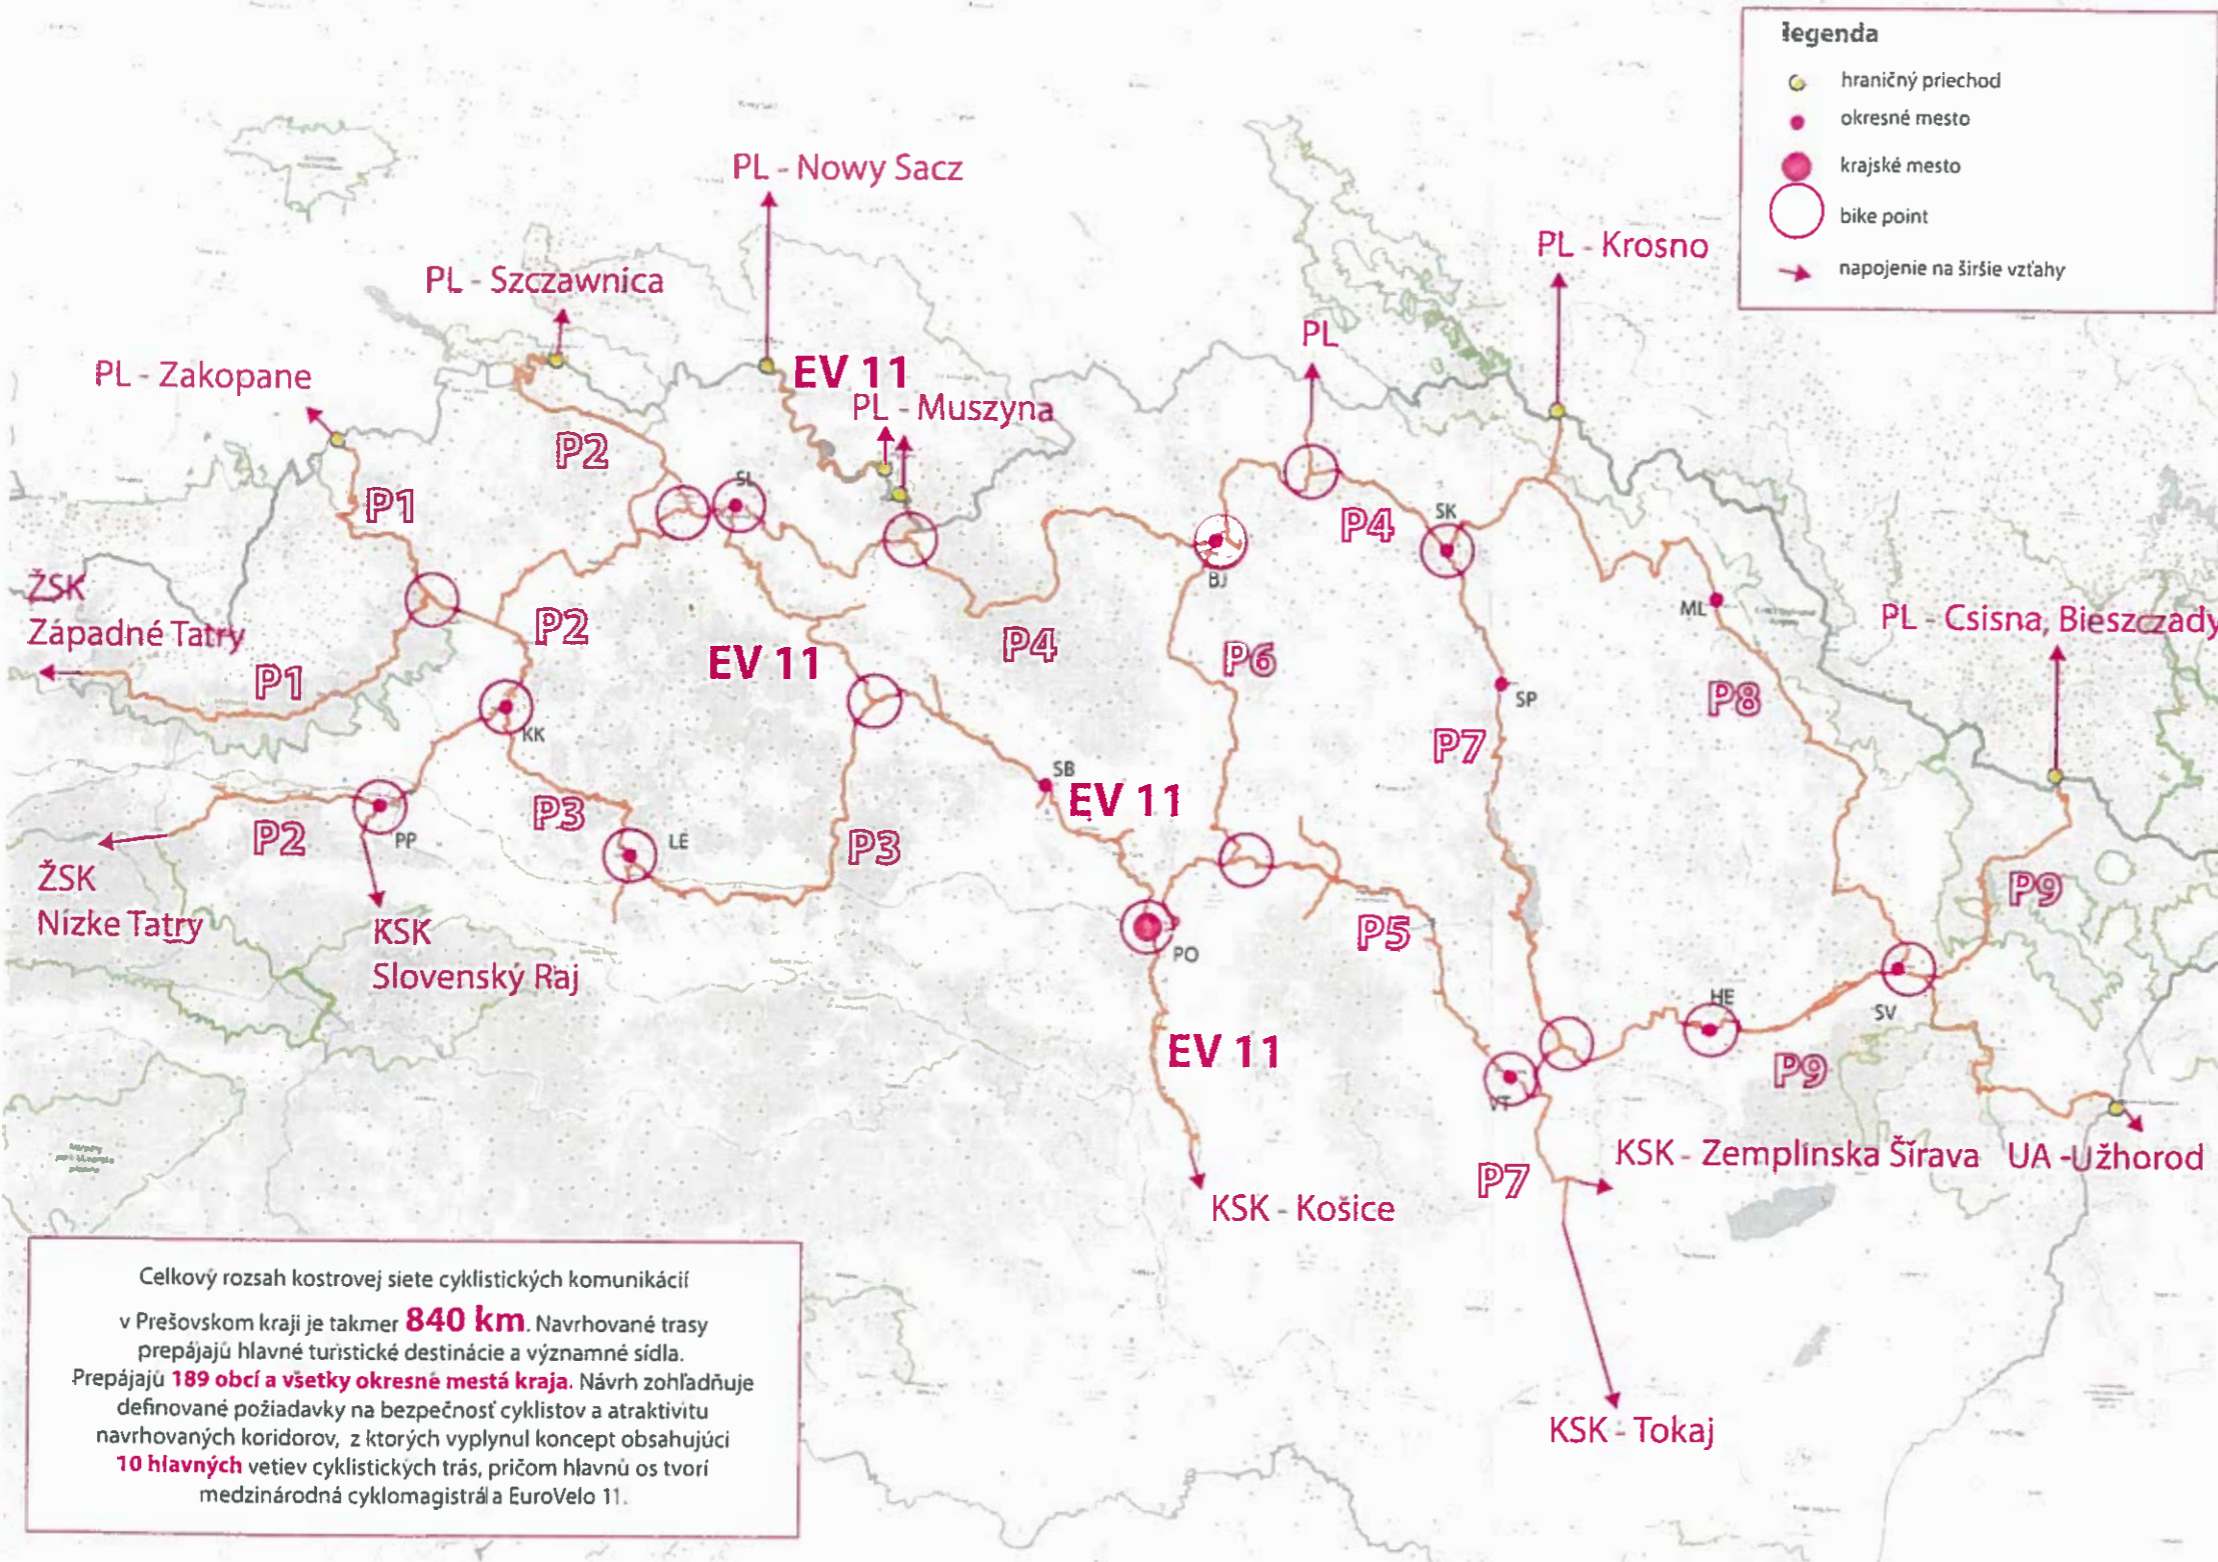 legenda
hraničný priechod
okresné mesto
krajské mesto
bike point
napojenie na širšie vzťahy
PL - Nowy Sacz
PL - Krosno
PL - Szczawnica
PL
PL - Zakopane
EV 11
PL - Muszyna
P2
P1
SL
P4
SK
BJ
ŽSK
Západné Tatry
P2
ML
PL - Csisna, Bieszczady
P4
EV 11
P6
P1
SP
P8
KK
P7
SB
EV 11
P3
P2
PP
LE
P3
ŽSK
Nízke Tatry
P9
KSK
Slovenský Raj
P5
PO
HE
SV
EV 11
P9
VT
KSK - Zemplínska Šírava
UA -Užhorod
P7
KSK - Košice
KSK - Tokaj
Celkový rozsah kostrovej siete cyklistických komunikácií
v Prešovskom kraji je takmer 840 km. Navrhované trasy
prepájajú hlavné turistické destinácie a významné sídla.
Prepájajú 189 obcí a všetky okresné mestá kraja. Návrh zohľadňuje
definované požiadavky na bezpečnosť cyklistov a atraktivitu
navrhovaných koridorov, z ktorých vyplynul koncept obsahujúci
10 hlavných vetiev cyklistických trás, pričom hlavnú os tvorí
medzinárodná cyklomagistrála EuroVelo 11.